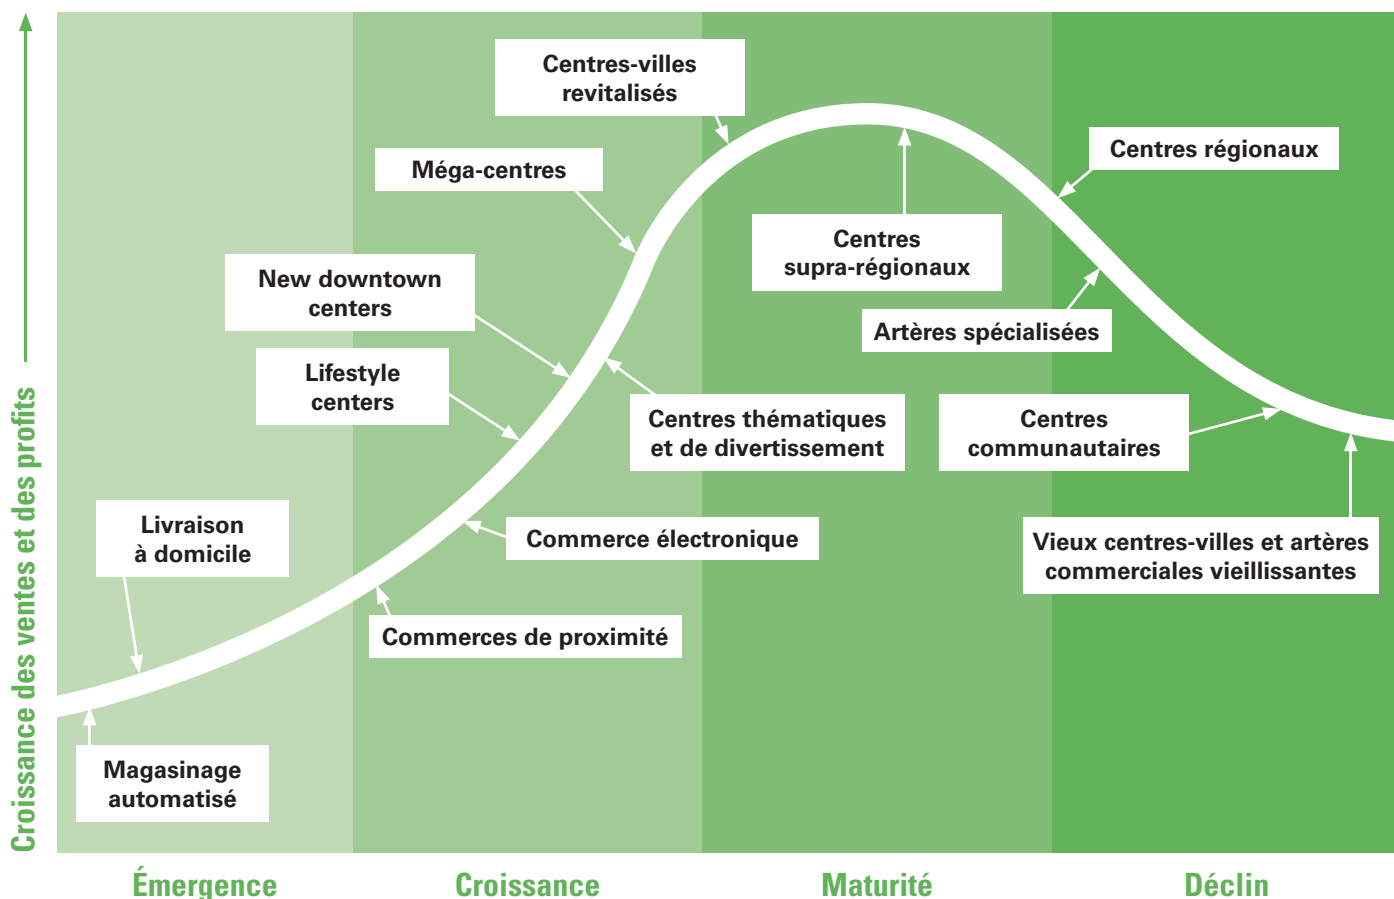 Croissance des ventes et des profits
Centres-villes
revitalisés
Méga-centres
Centres régionaux
New downtown
centers
Centres
supra-régionaux
Artères spécialisées
Lifestyle
centers
Centres thématiques
et de divertissement
Centres
communautaires
Livraison
à domicile
Commerce électronique
Vieux centres-villes et artères
commerciales vieillissantes
Commerces de proximité
Magasinage
automatisé
Émergence
Croissance
Maturité
Déclin